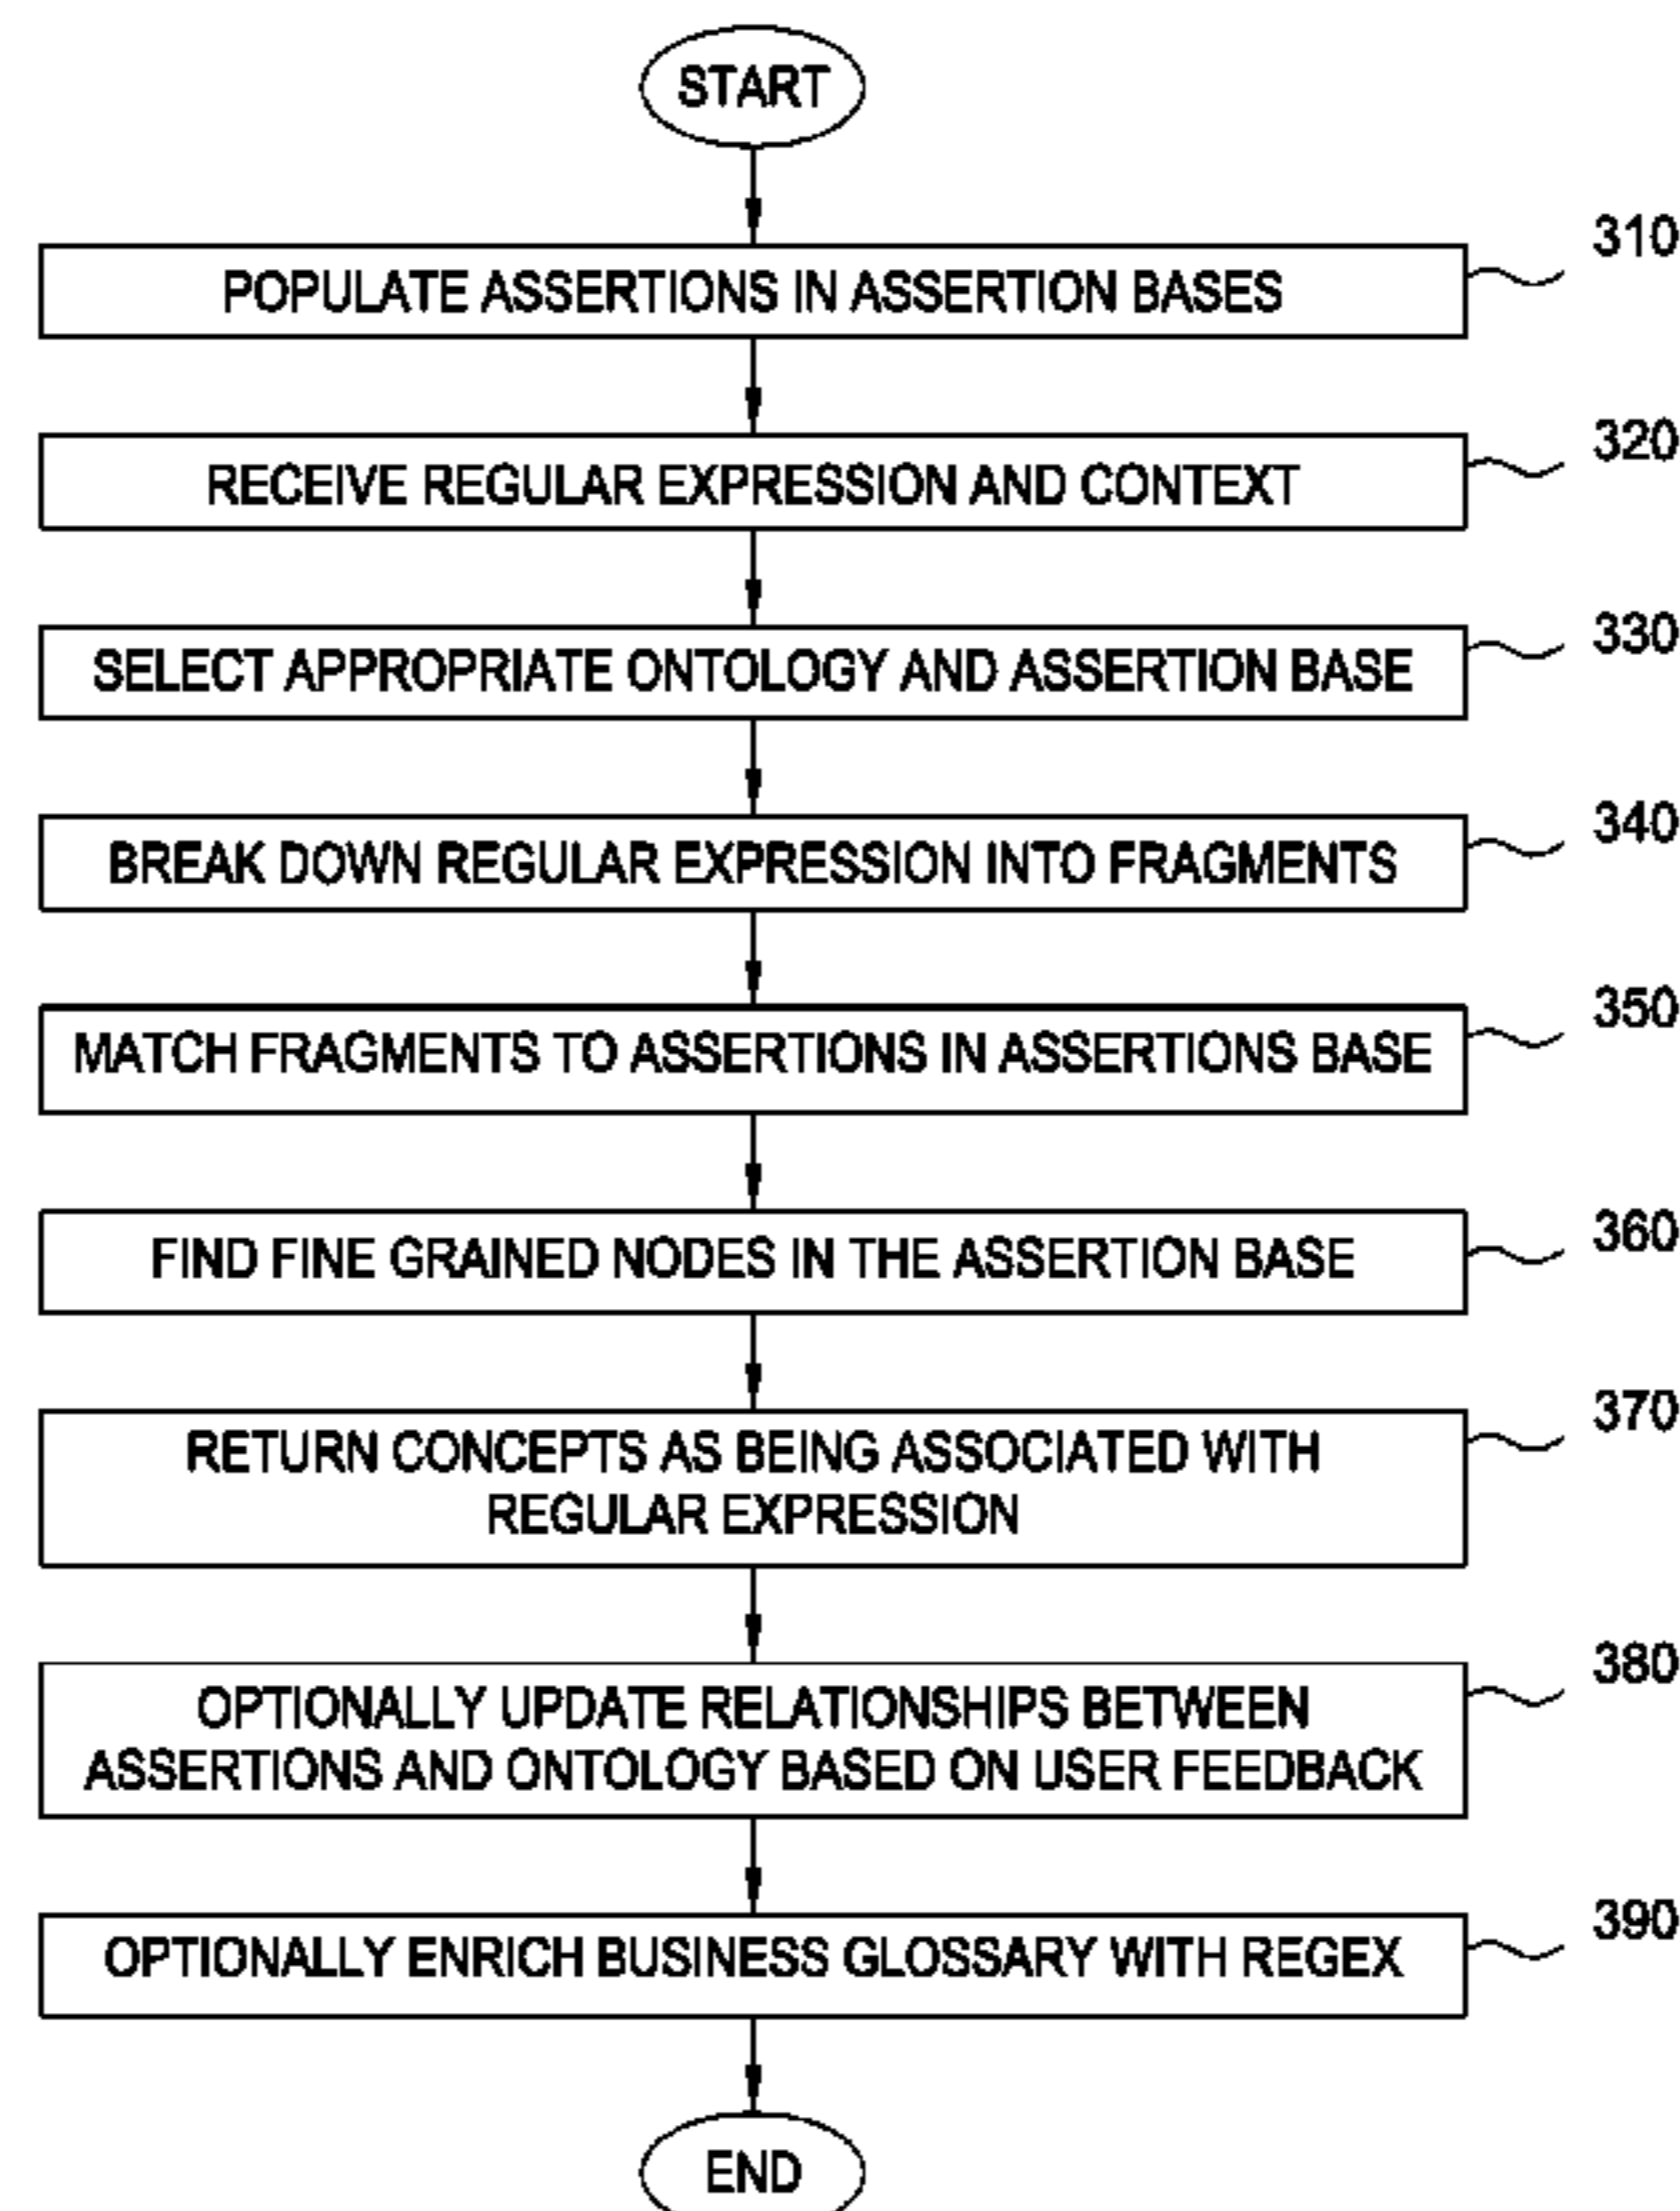 START
310
POPULATE ASSERTIONS IN ASSERTION BASES
320
RECEIVE REGULAR EXPRESSION AND CONTEXT
330
SELECT APPROPRIATE ONTOLOGY AND ASSERTION BASE
340
BREAK DOWN REGULAR EXPRESSION INTO FRAGMENTS
350
MATCH FRAGMENTS TO ASSERTIONS IN ASSERTIONS BASE
360
FIND FINE GRAINED NODES IN THE ASSERTION BASE
370
RETURN CONCEPTS AS BEING ASSOCIATED WITH
REGULAR EXPRESSION
380
OPTIONALLY UPDATE RELATIONSHIPS BETWEEN
ASSERTIONS AND ONTOLOGY BASED ON USER FEEDBACK
390
OPTIONALLY ENRICH BUSINESS GLOSSARY WITH REGEX
END